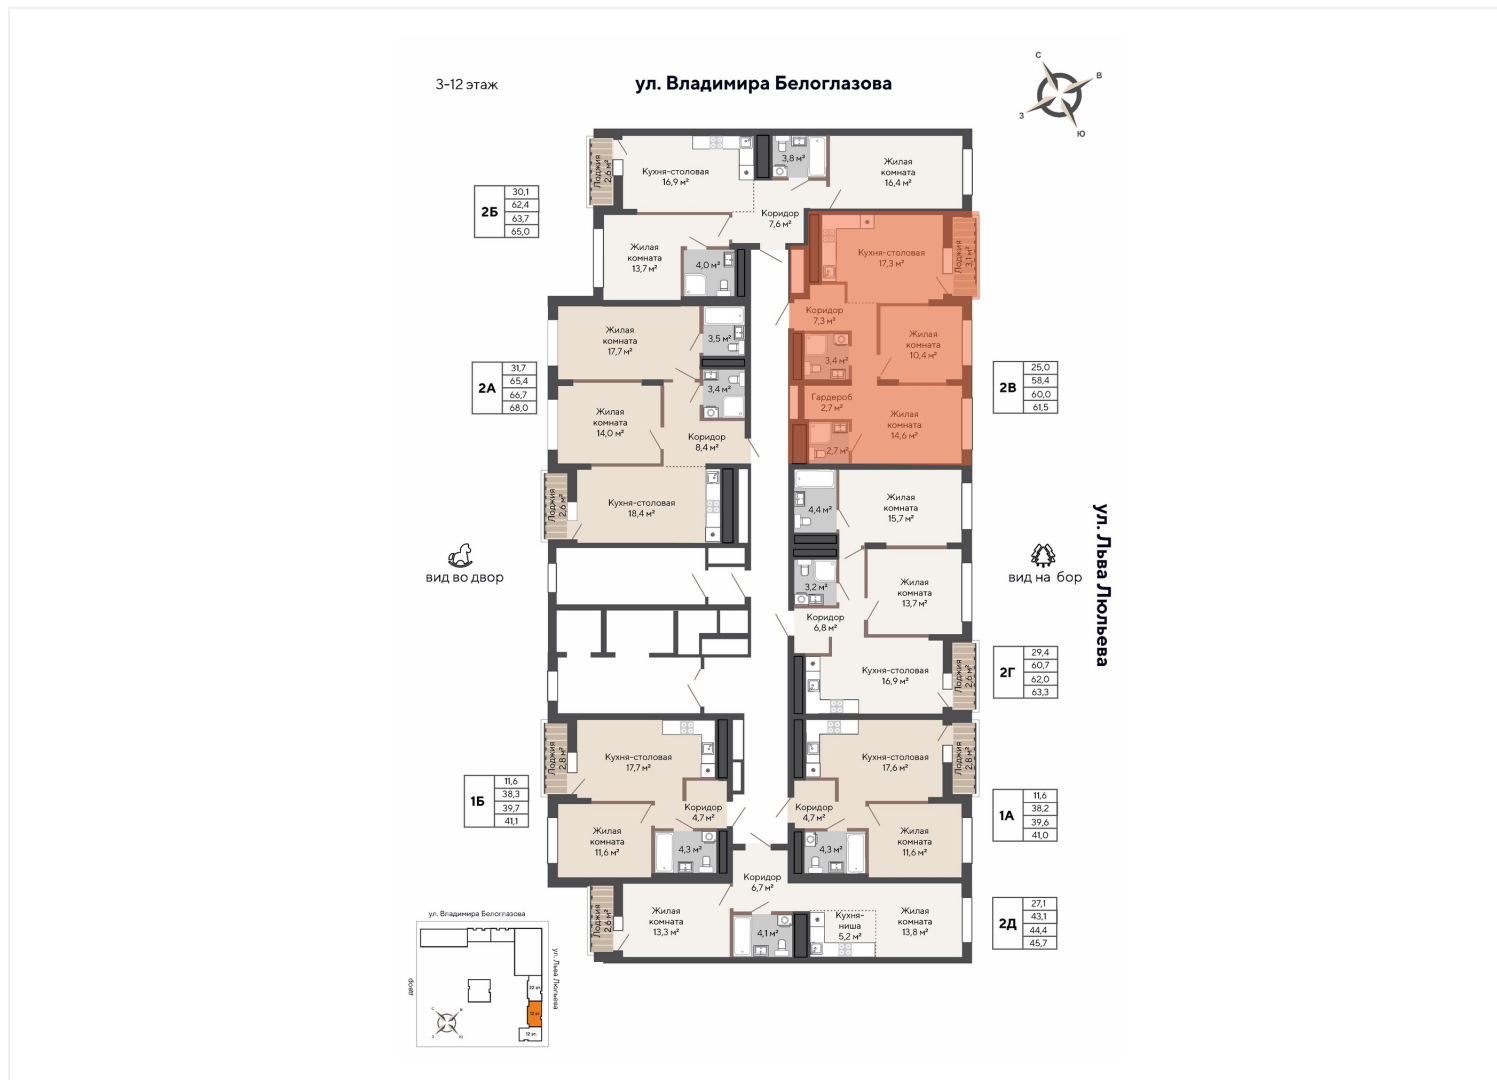 3-12 этаж
ул. Владимира Белоглазова
С
В
З
Ю
Лоджия
2,6 м²
Кухня-столовая
16,9 м²
3,8 м²
Жилая
комната
16,4 м²
Коридор
7,6 м²
Жилая
комната
13,7 м²
4,0 м²
2Б
30,1
62,4
63,7
65,0
Кухня-столовая
17,3 м²
Лоджия
3,1 м²
Коридор
7,3 м²
3,4 м²
Жилая
комната
10,4 м²
Гардероб
2,7 м²
Жилая
комната
14,6 м²
2,7 м²
2В
25,0
58,4
60,0
61,5
Жилая
комната
17,7 м²
3,5 м²
3,4 м²
Жилая
комната
14,0 м²
Коридор
8,4 м²
Лоджия
2,6 м²
Кухня-столовая
18,4 м²
2А
31,7
65,4
66,7
68,0
4,4 м²
Жилая
комната
15,7 м²
3,2 м²
Жилая
комната
13,7 м²
Коридор
6,8 м²
Кухня-столовая
16,9 м²
Лоджия
2,6 м²
вид во двор
вид на бор
ул. Льва Люльева
2Г
29,4
60,7
62,0
63,3
Лоджия
2,8 м²
Кухня-столовая
17,7 м²
Коридор
4,7 м²
Жилая
комната
11,6 м²
4,3 м²
1Б
11,6
38,3
39,7
41,1
Кухня-столовая
17,6 м²
Лоджия
2,8 м²
Коридор
4,7 м²
4,3 м²
Жилая
комната
11,6 м²
1А
11,6
38,2
39,6
41,0
Коридор
6,7 м²
Лоджия
2,6 м²
Жилая
комната
13,3 м²
4,1 м²
Кухня-
ниша
5,2 м²
Жилая
комната
13,8 м²
2Д
27,1
43,1
44,4
45,7
ул. Владимира Белоглазова
ул. Льва Люльева
двор
22 эт.
12 эт.
12 эт.
С
В
З
Ю